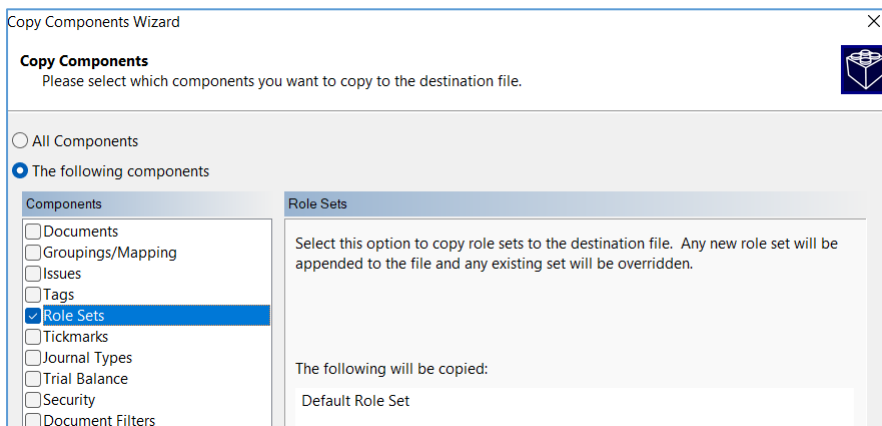 Copy Components Wizard
Copy Components
Please select which components you want to copy to the destination file.
All Components
The following components
Components
Documents
Groupings/Mapping
Issues
Tags
Role Sets
Tickmarks
Journal Types
Trial Balance
Security
Document Filters
Role Sets
Select this option to copy role sets to the destination file. Any new role set will be
appended to the file and any existing set will be overridden.
The following will be copied:
Default Role Set